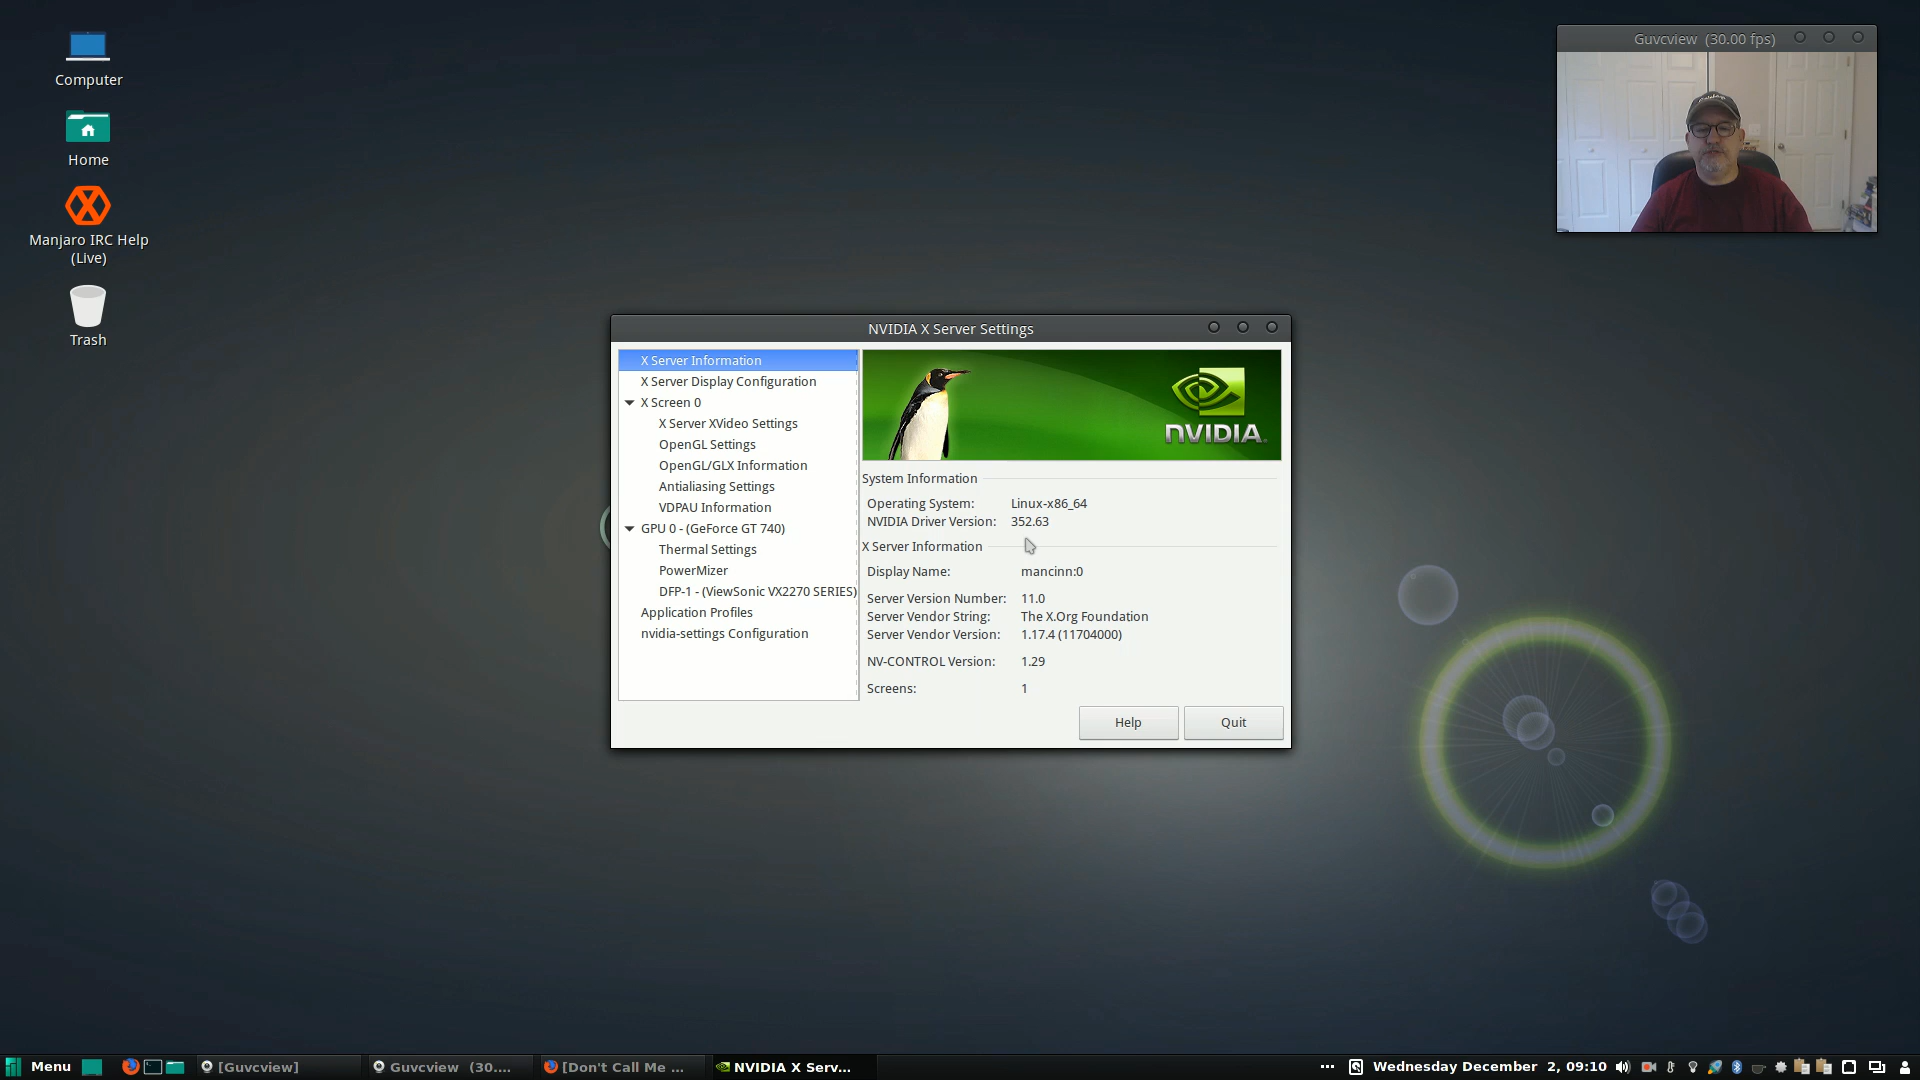 Computer
Home
Manjaro IRC Help
(Live)
Trash
Guvcview (30.00 fps)
NVIDIA X Server Settings
X Server Information
X Server Display Configuration
X Screen 0
X Server XVideo Settings
OpenGL Settings
OpenGL/GLX Information
Antialiasing Settings
VDPAU Information
GPU 0 - (GeForce GT 740)
Thermal Settings
PowerMizer
DFP-1 - (ViewSonic VX2270 SERIES)
Application Profiles
nvidia-settings Configuration
NVIDIA
System Information
Operating System: Linux-x86_64
NVIDIA Driver Version: 352.63
X Server Information
Display Name: mancinn:0
Server Version Number: 11.0
Server Vendor String: The X.Org Foundation
Server Vendor Version: 1.17.4 (11704000)
NV-CONTROL Version: 1.29
Screens: 1
Help
Quit
Menu
[Guvcview]
Guvcview (30....
[Don't Call Me ...
NVIDIA X Serv...
Wednesday December 2, 09:10